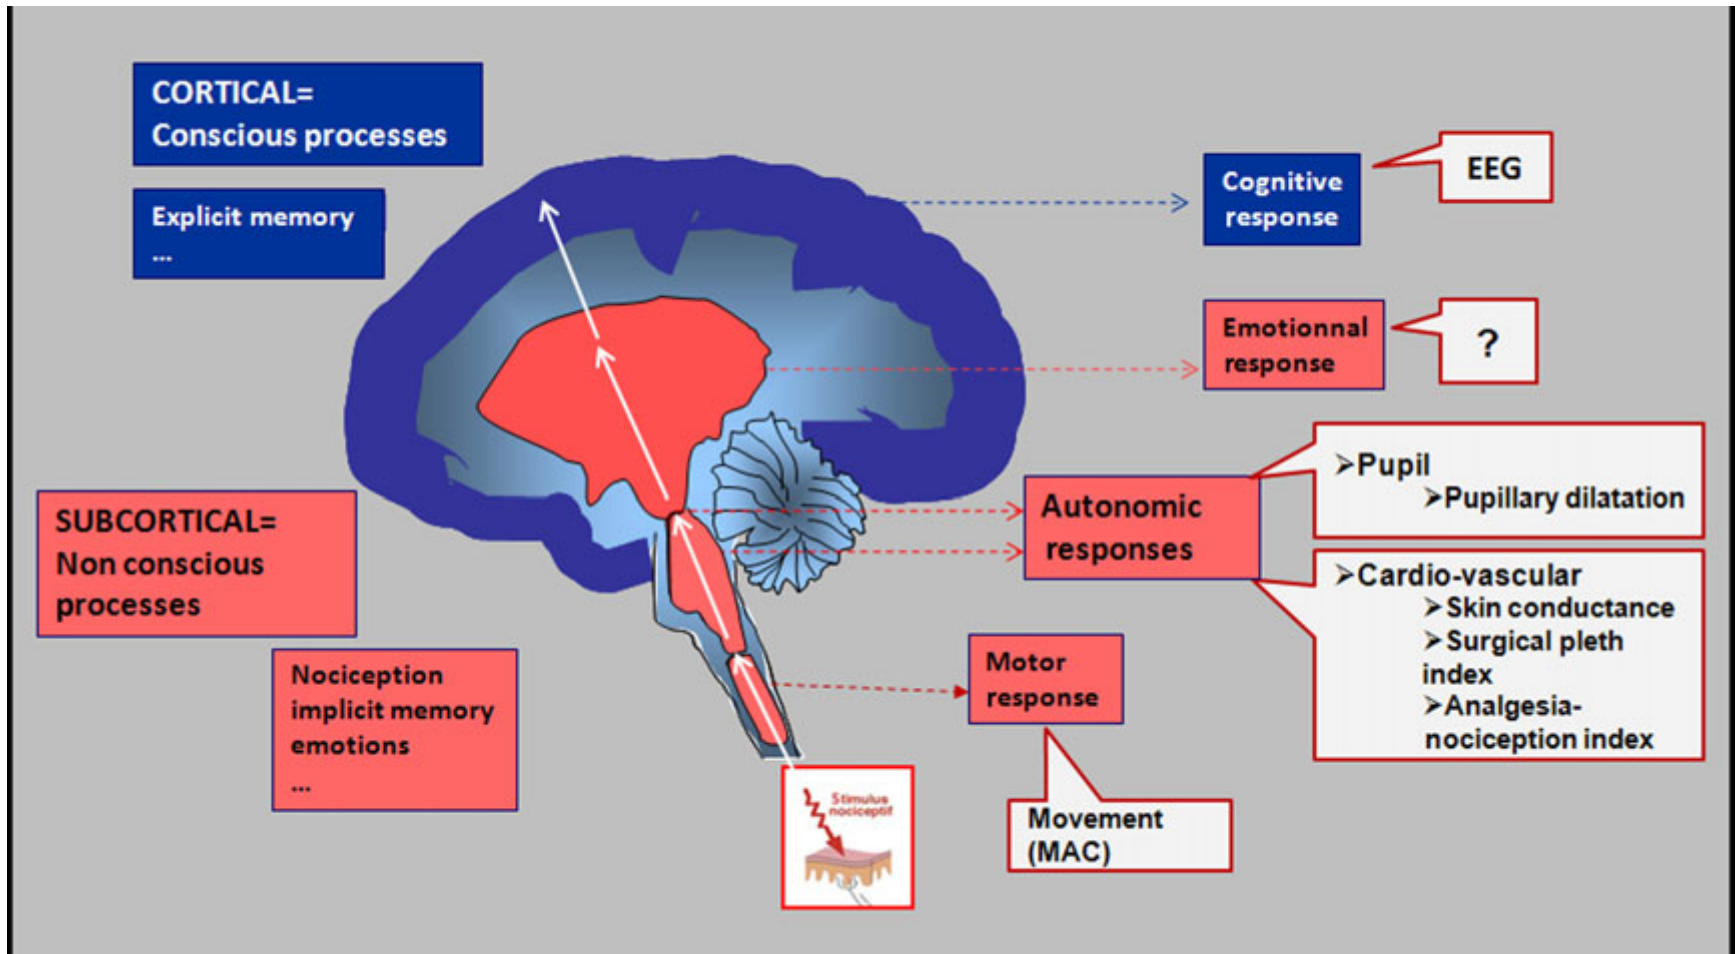 CORTICAL=
Conscious processes
Explicit memory
...
SUBCORTICAL=
Non conscious
processes
Nociception
implicit memory
emotions
...
Stimulus
nociceptif
Cognitive
response
EEG
Emotionnal
response
?
Autonomic
responses
➢Pupil
➢Pupillary dilatation
➢Cardio-vascular
➢Skin conductance
➢Surgical pleth
index
➢Analgesia-
nociception index
Motor
response
Movement
(MAC)